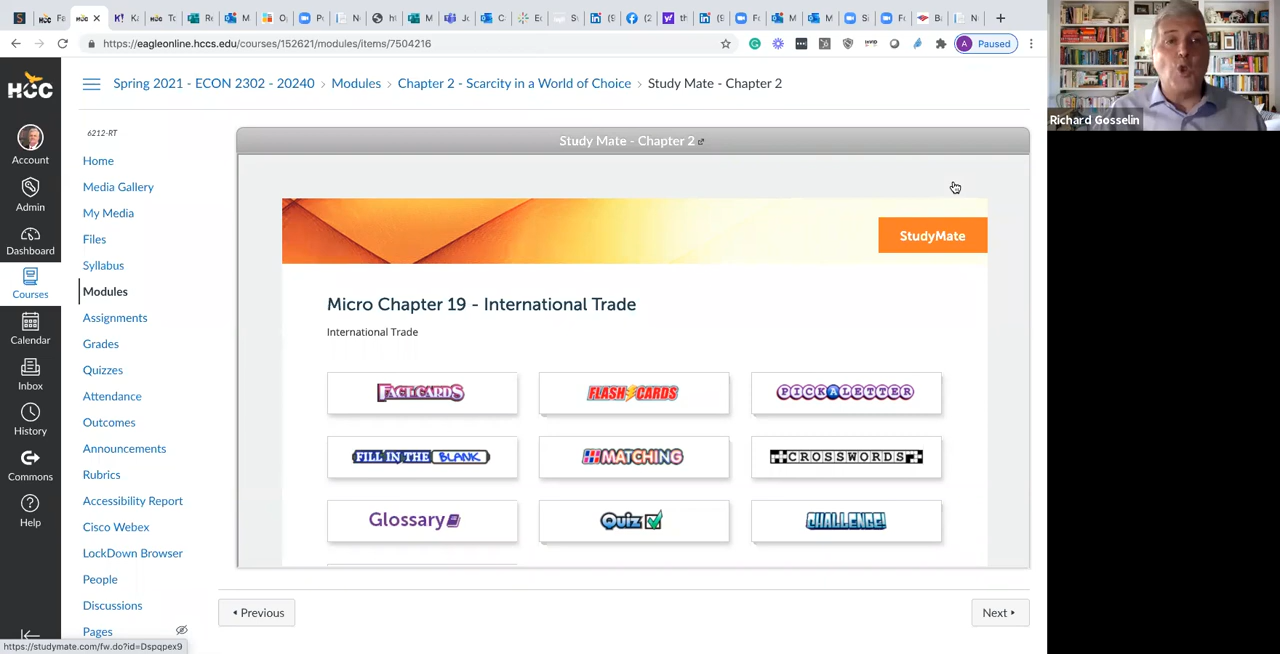 https://eagleonline.hccs.edu/courses/152621/modules/items/7504216
A Paused
HCC
Account
Admin
Dashboard
Courses
Calendar
Inbox
History
Commons
Help
Spring 2021 - ECON 2302 - 20240 › Modules › Chapter 2 - Scarcity in a World of Choice › Study Mate - Chapter 2
6212-RT
Home
Media Gallery
My Media
Files
Syllabus
Modules
Assignments
Grades
Quizzes
Attendance
Outcomes
Announcements
Rubrics
Accessibility Report
Cisco Webex
LockDown Browser
People
Discussions
Pages
Study Mate - Chapter 2
StudyMate
Micro Chapter 19 - International Trade
International Trade
FACT CARDS
FLASH CARDS
PICK A LETTER
FILL IN THE BLANK
MATCHING
CROSSWORDS
Glossary
Quiz
CHALLENGE!
Previous
Next
https://studymate.com/fw.do?id=Dspqpex9
Richard Gosselin